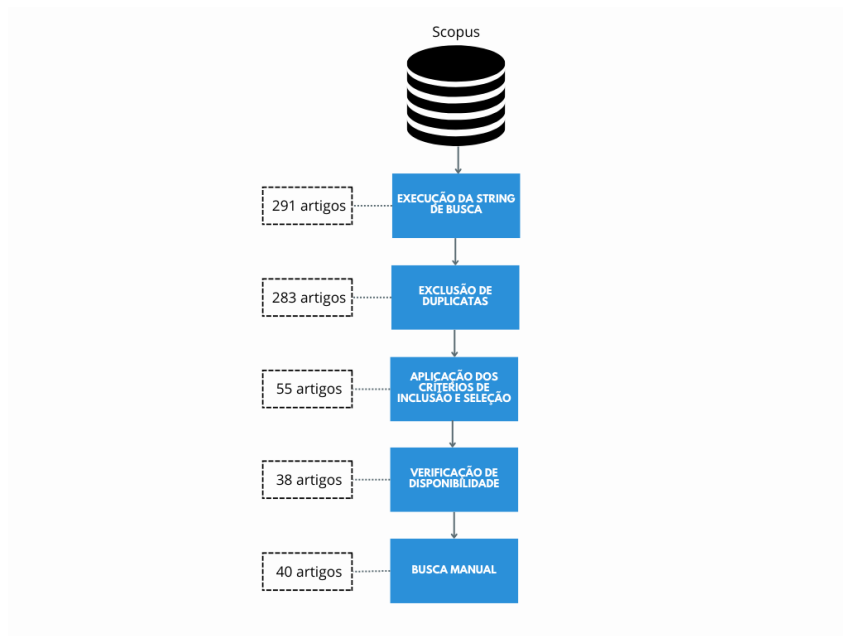 Scopus
291 artigos
EXECUÇÃO DA STRING
DE BUSCA
283 artigos
EXCLUSÃO DE
DUPLICATAS
55 artigos
APLICAÇÃO DOS
CRITÉRIOS DE
INCLUSÃO E SELEÇÃO
38 artigos
VERIFICAÇÃO DE
DISPONIBILIDADE
40 artigos
BUSCA MANUAL